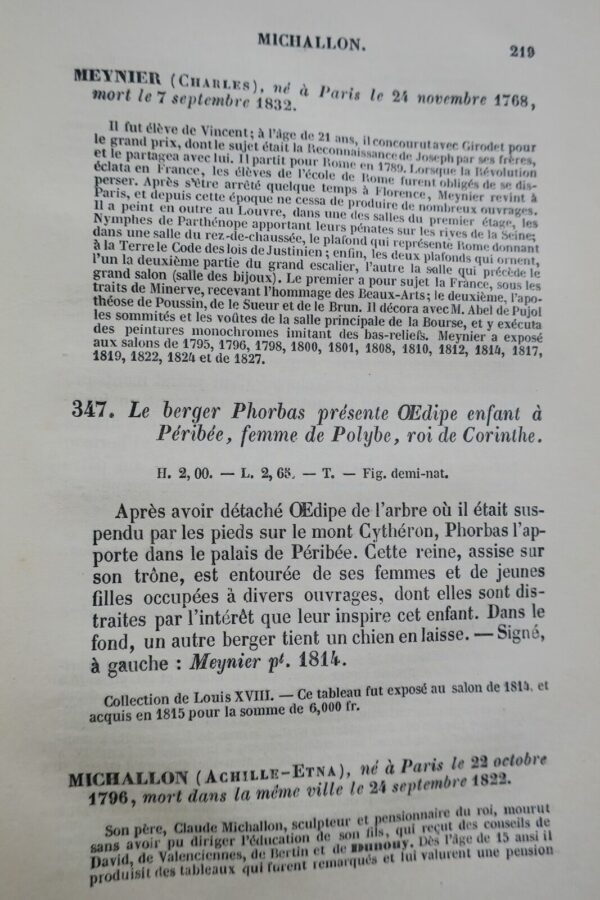 MICHALLON.
219
MEYNIER (CHARLES), né à Paris le 24 novembre 1768,
mort le 7 septembre 1832.
Il fut élève de Vincent; à l'âge de 21 ans, il concourut avec Girodet pour
le grand prix, dont le sujet était la Reconnaissance de Joseph par ses frères,
et le partagea avec lui. Il partit pour Rome en 1789. Lorsque la Révolution
éclata en France, les élèves de l'école de Rome furent obligés de se dis-
perser. Après s'être arrêté quelque temps à Florence, Meynier revint à
Paris, et depuis cette époque ne cessa de produire de nombreux ouvrages.
Il a peint en outre au Louvre, dans une des salles du premier étage, les
Nymphes de Parthénope apportant leurs pénates sur les rives de la Seine;
dans une salle du rez-de-chaussée, le plafond qui représente Rome donnant
à la Terre le Code des lois de Justinien; enfin, les deux plafonds qui ornent,
l'un la deuxième partie du grand escalier, l'autre la salle qui précède le
grand salon (salle des bijoux). Le premier a pour sujet la France, sous les
traits de Minerve, recevant l'hommage des Beaux-Arts; le deuxième, l'apo-
théose de Poussin, de le Sueur et de le Brun. Il décora avec M. Abel de Pujol
les sommités et les voûtes de la salle principale de la Bourse, et y exécuta
des peintures monochromes imitant des bas-reliefs. Meynier a exposé
aux salons de 1795, 1796, 1798, 1800, 1801, 1808, 1810, 1812, 1814, 1817,
1819, 1822, 1824 et de 1827.
347. Le berger Phorbas présente Œdipe enfant à
Péribée, femme de Polybe, roi de Corinthe.
H. 2, 00. — L. 2, 65. — T. — Fig. demi-nat.
Après avoir détaché Œdipe de l'arbre où il était sus-
pendu par les pieds sur le mont Cythéron, Phorbas l'ap-
porte dans le palais de Péribée. Cette reine, assise sur
son trône, est entourée de ses femmes et de jeunes
filles occupées à divers ouvrages, dont elles sont dis-
traites par l'intérêt que leur inspire cet enfant. Dans le
fond, un autre berger tient un chien en laisse. — Signé,
à gauche : Meynier pt. 1814.
Collection de Louis XVIII. — Ce tableau fut exposé au salon de 1814, et
acquis en 1815 pour la somme de 6,000 fr.
MICHALLON (ACHILLE-ETNA), né à Paris le 22 octobre
1796, mort dans la même ville le 24 septembre 1822.
Son père, Claude Michallon, sculpteur et pensionnaire du roi, mourut
sans avoir pu diriger l'éducation de son fils, qui reçut des conseils de
David, de Valenciennes, de Bertin et de Dunouy. Dès l'âge de 15 ans il
produisit des tableaux qui furent remarqués et lui valurent une pension